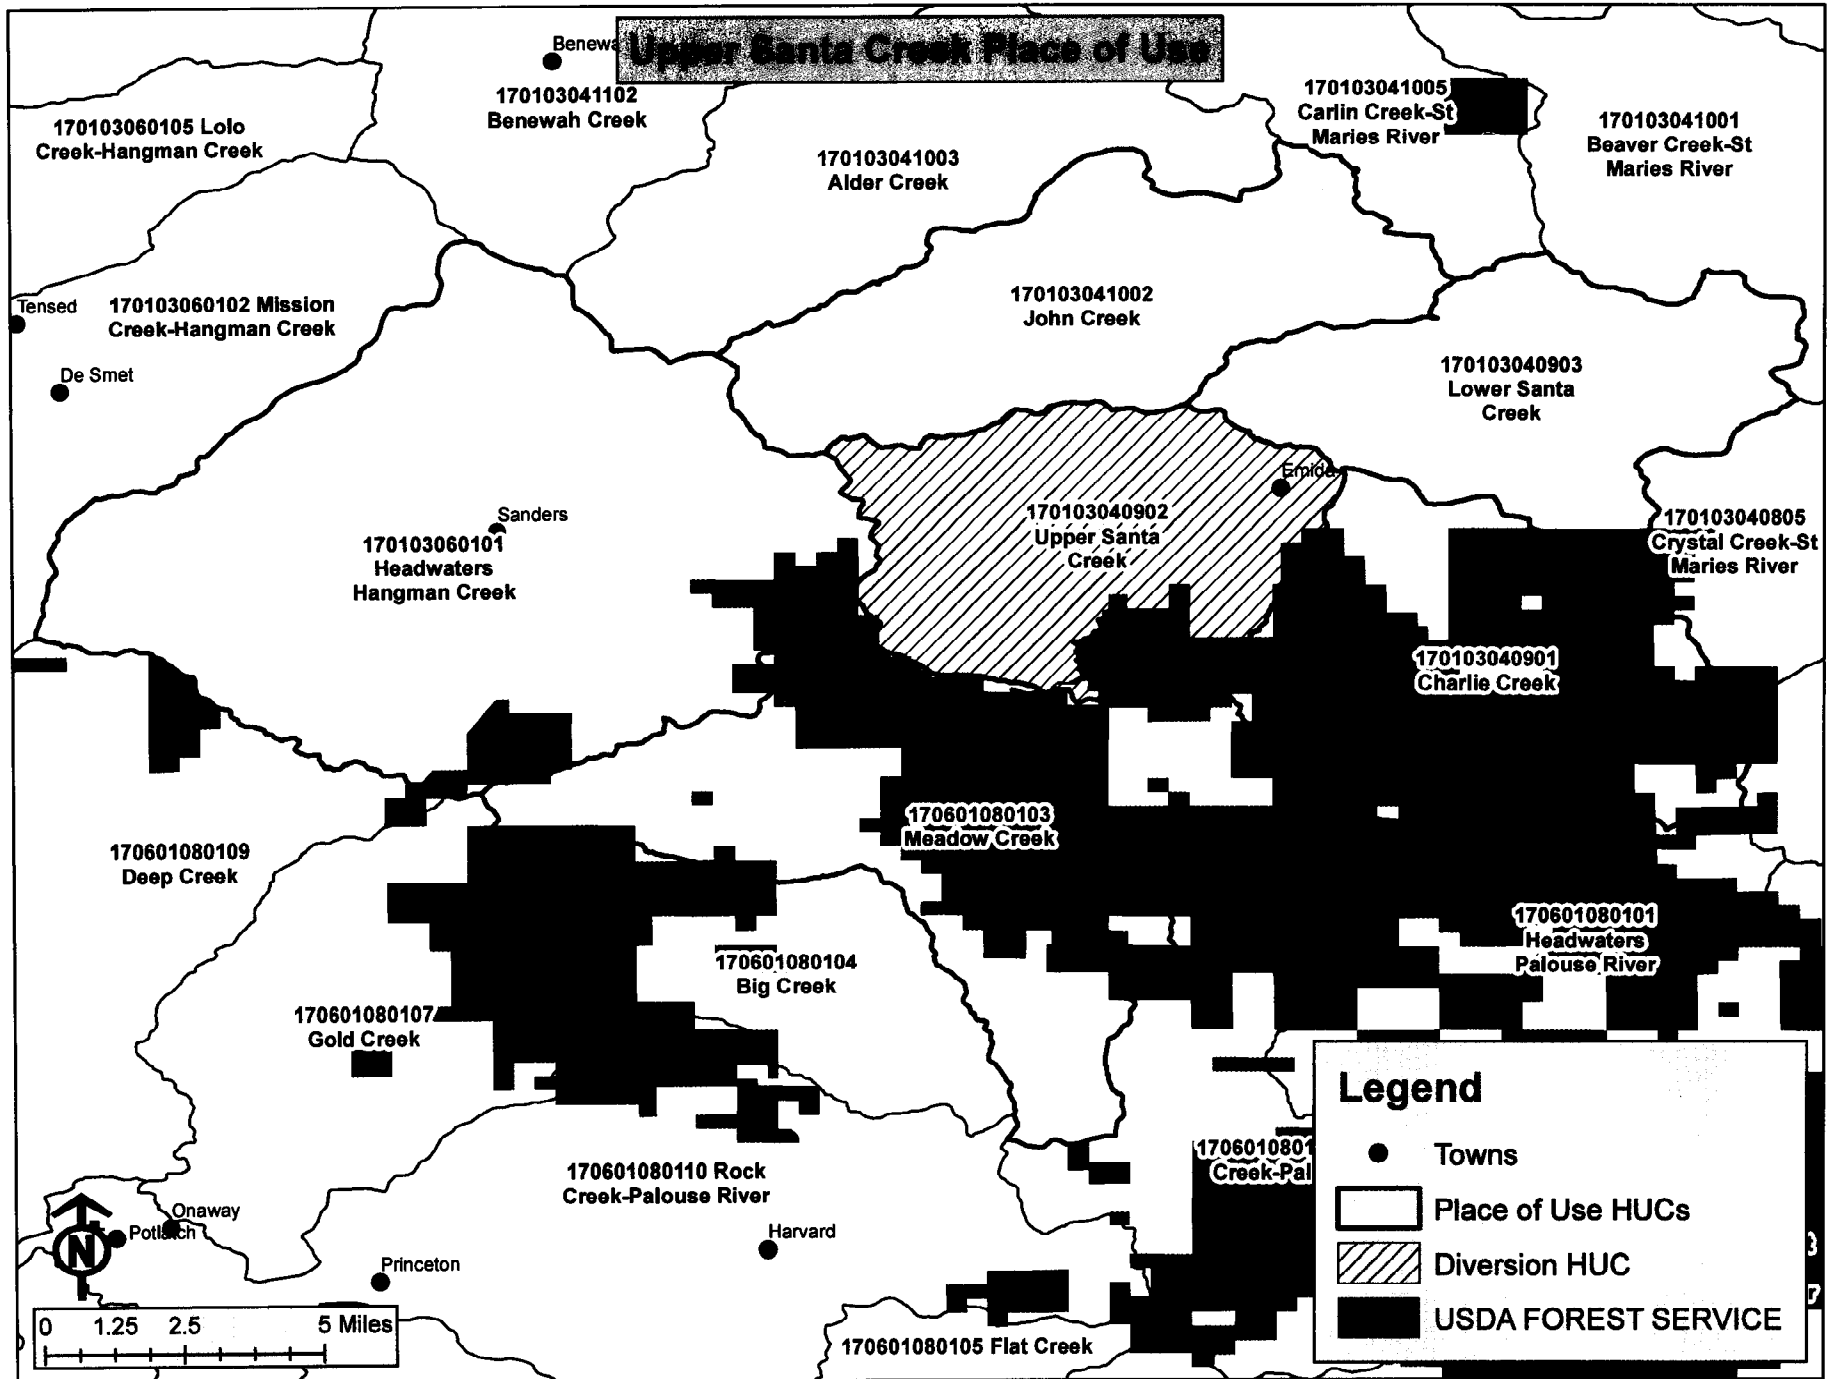 Upper Santa Creek Place of Use
170103041102
Benewah Creek
170103041005
Carlin Creek-St
Maries River
170103041001
Beaver Creek-St
Maries River
170103060105 Lolo
Creek-Hangman Creek
170103041003
Alder Creek
170103041002
John Creek
Tensed
170103060102 Mission
Creek-Hangman Creek
De Smet
170103040903
Lower Santa
Creek
Emida
Sanders
170103060101
Headwaters
Hangman Creek
170103040902
Upper Santa
Creek
170103040805
Crystal Creek-St
Maries River
170103040901
Charlie Creek
170601080103
Meadow Creek
170601080109
Deep Creek
170601080101
Headwaters
Palouse River
170601080104
Big Creek
170601080107
Gold Creek
1706010801
Creek-Pal
170601080110 Rock
Creek-Palouse River
Onaway
Potlatch
Harvard
Princeton
170601080105 Flat Creek
N
0 1.25 2.5 5 Miles
Legend
Towns
Place of Use HUCs
Diversion HUC
USDA FOREST SERVICE